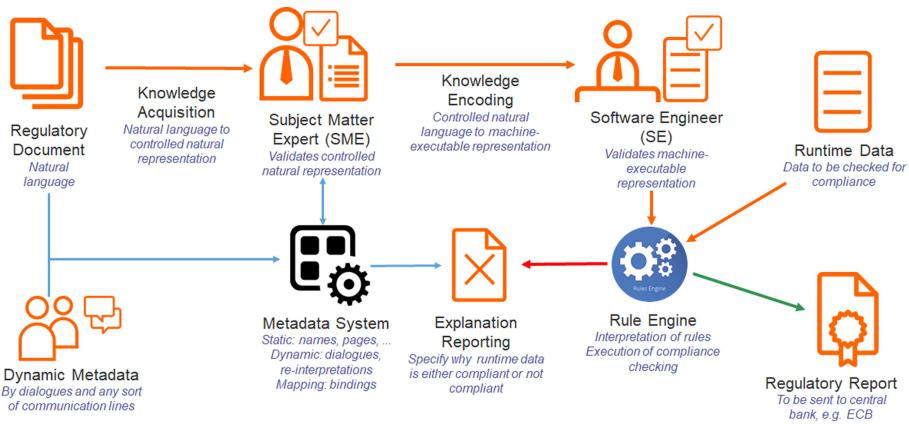 Regulatory
Document
Natural
language
Knowledge
Acquisition
Natural language to
controlled natural
representation
Subject Matter
Expert (SME)
Validates controlled
natural representation
Knowledge
Encoding
Controlled natural
language to machine-
executable representation
Software Engineer
(SE)
Validates machine-
executable
representation
Runtime Data
Data to be checked for
compliance
Dynamic Metadata
By dialogues and any sort
of communication lines
Metadata System
Static: names, pages, ...
Dynamic: dialogues,
re-interpretations
Mapping: bindings
Explanation
Reporting
Specify why runtime data
is either compliant or not
compliant
Rules Engine
Rule Engine
Interpretation of rules
Execution of compliance
checking
Regulatory Report
To be sent to central
bank, e.g. ECB